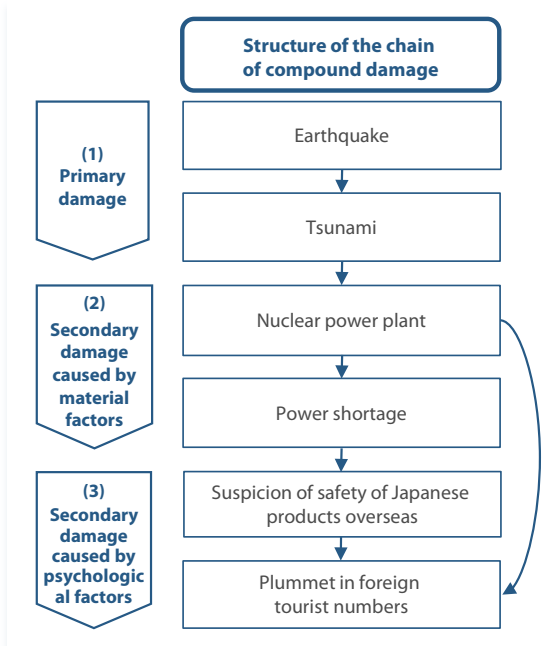 Structure of the chain
of compound damage
(1)
Primary
damage
Earthquake
Tsunami
(2)
Secondary
damage
caused by
material
factors
Nuclear power plant
Power shortage
(3)
Secondary
damage
caused by
psychologic
al factors
Suspicion of safety of Japanese
products overseas
Plummet in foreign
tourist numbers